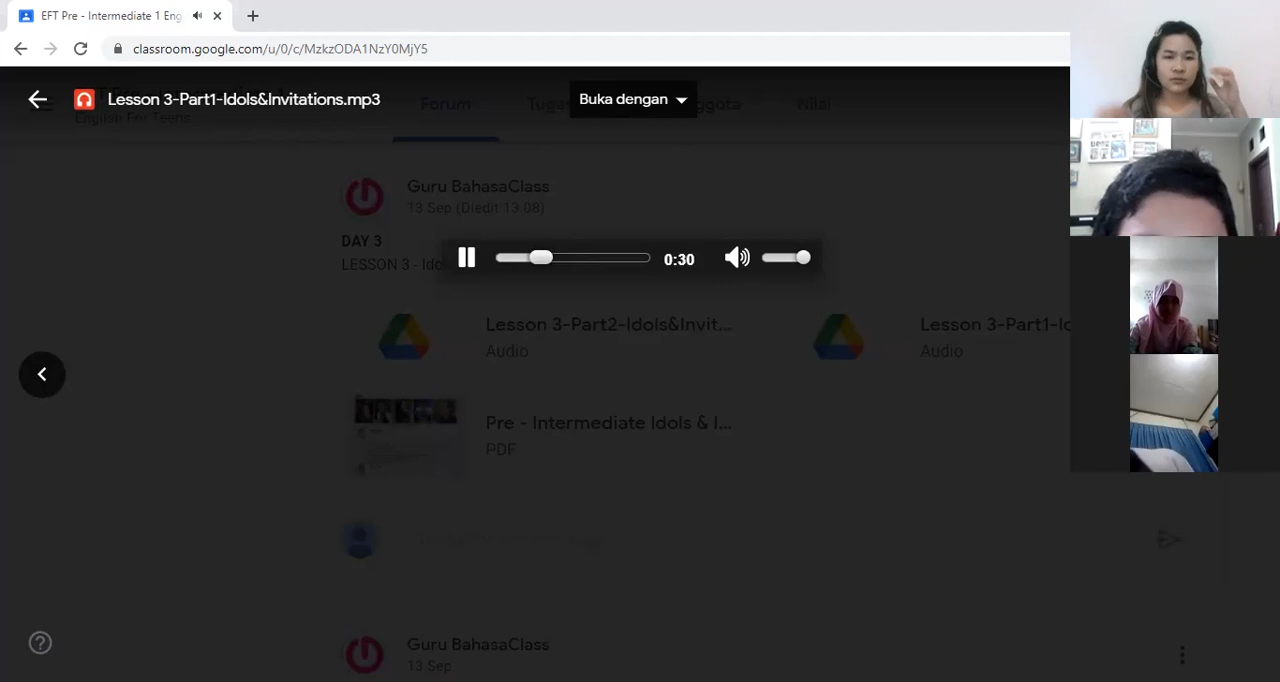 EFT Pre - Intermediate 1 Eng
classroom.google.com/u/0/c/MzkzODA1NzY0MjY5
Lesson 3-Part1-Idols&Invitations.mp3
Buka dengan
English For Teens
Forum
Tugas
Nilai
Guru BahasaClass
13 Sep (Diedit 13.08)
DAY 3
LESSON 3 - Ido
0:30
Lesson 3-Part2-Idols&Invit...
Audio
Lesson 3-Part1-Ic
Audio
Pre - Intermediate Idols & I...
PDF
Guru BahasaClass
13 Sep